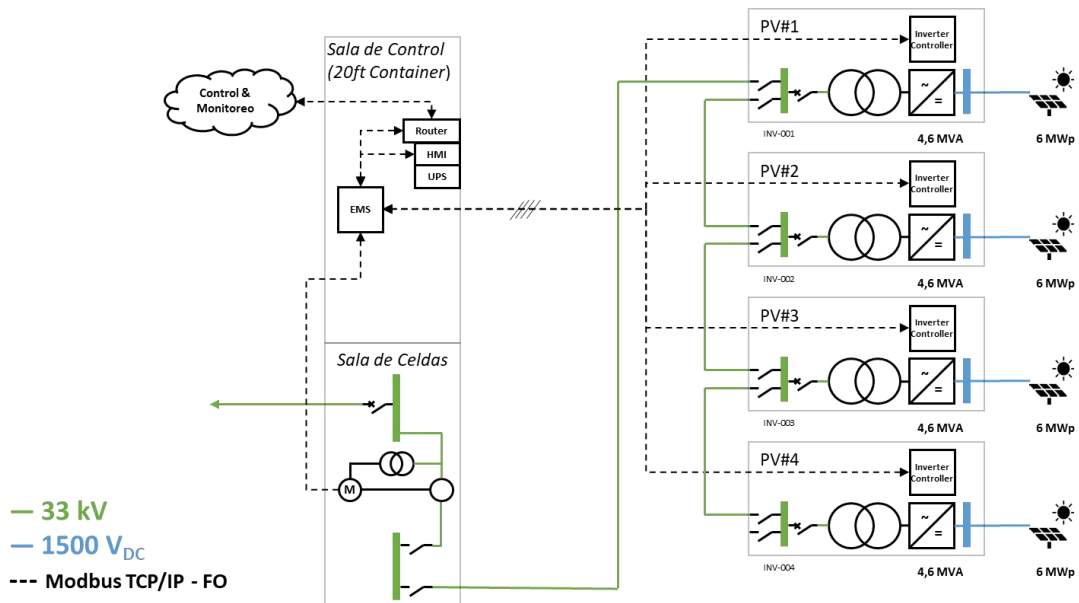 Sala de Control
(20ft Container)
Control &
Monitoreo
Router
HMI
UPS
EMS
Sala de Celdas
M
33 kV
1500 VDC
Modbus TCP/IP - FO
PV#1
Inverter
Controller
~
=
INV-001
4,6 MVA
6 MWp
PV#2
Inverter
Controller
~
=
INV-002
4,6 MVA
6 MWp
PV#3
Inverter
Controller
~
=
INV-003
4,6 MVA
6 MWp
PV#4
Inverter
Controller
~
=
INV-004
4,6 MVA
6 MWp